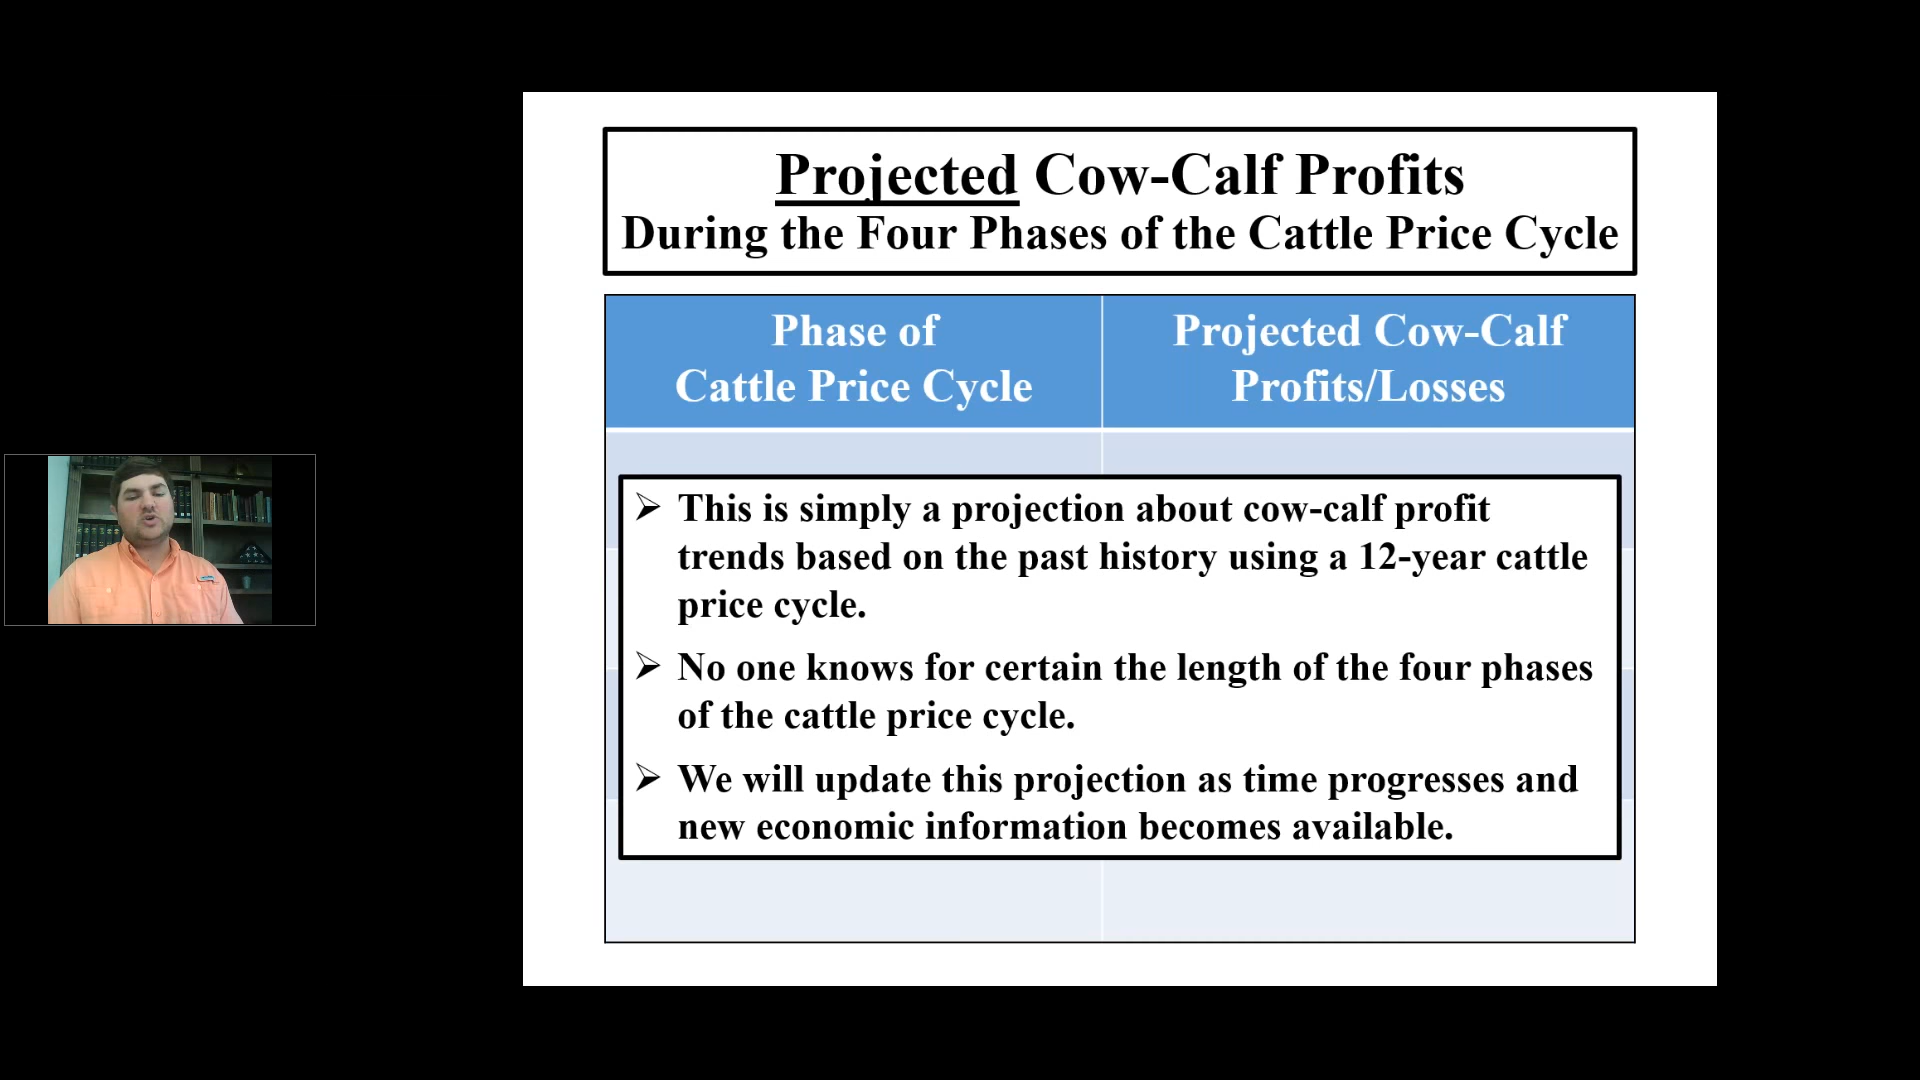 Projected Cow-Calf Profits
During the Four Phases of the Cattle Price Cycle
Phase of
Cattle Price Cycle
Projected Cow-Calf
Profits/Losses
➢ This is simply a projection about cow-calf profit
trends based on the past history using a 12-year cattle
price cycle.
➢ No one knows for certain the length of the four phases
of the cattle price cycle.
➢ We will update this projection as time progresses and
new economic information becomes available.